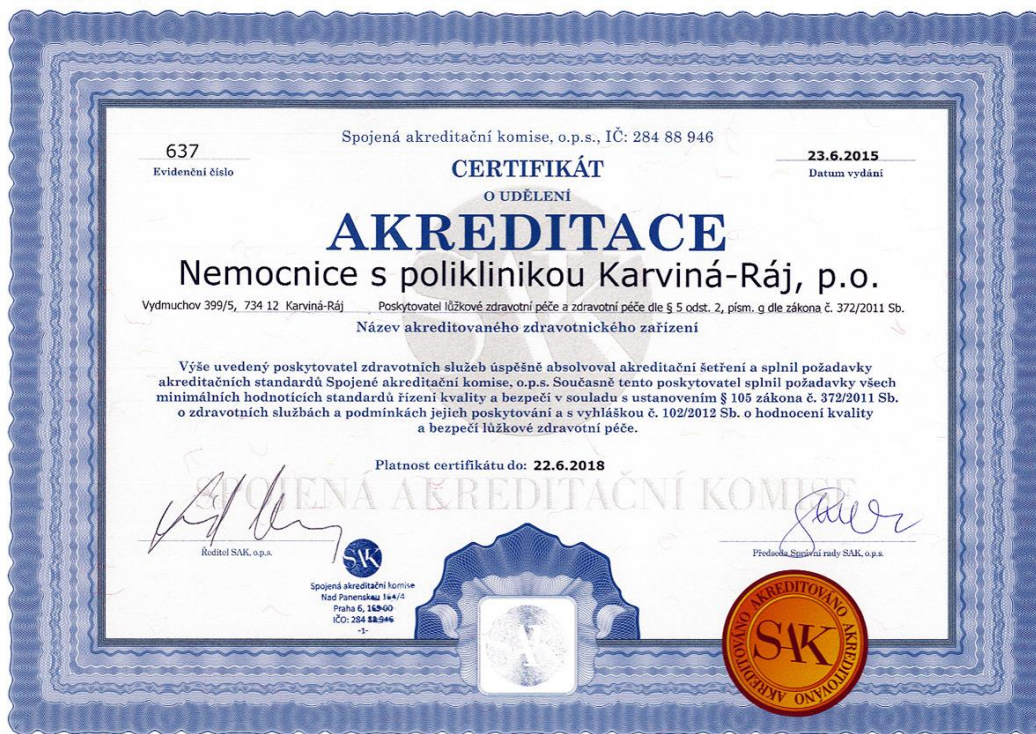 Spojená akreditační komise, o.p.s., IČ: 284 88 946
637
Evidenční číslo
23.6.2015
Datum vydání
CERTIFIKÁT
O UDĚLENÍ
AKREDITACE
Nemocnice s poliklinikou Karviná-Ráj, p.o.
Vydmuchov 399/5, 734 12 Karviná-Ráj Poskytovatel lůžkové zdravotní péče a zdravotní péče dle § 5 odst. 2, písm. g dle zákona č. 372/2011 Sb.
Název akreditovaného zdravotnického zařízení
Výše uvedený poskytovatel zdravotních služeb úspěšně absolvoval akreditační šetření a splnil požadavky
akreditačních standardů Spojené akreditační komise, o.p.s. Současně tento poskytovatel splnil požadavky všech
minimálních hodnotících standardů řízení kvality a bezpečí v souladu s ustanovením § 105 zákona č. 372/2011 Sb.
o zdravotních službách a podmínkách jejich poskytování a s vyhláškou č. 102/2012 Sb. o hodnocení kvality
a bezpečí lůžkové zdravotní péče.
Platnost certifikátu do: 22.6.2018
SPOJENÁ AKREDITAČNÍ KOMISE
Ředitel SAK, o.p.s.
Předseda Správní rady SAK, o.p.s.
SAK
Spojená akreditační komise
Nad Panenskou 164/4
Praha 6, 169 00
IČO: 284 88 946
-1-
AKREDITOVÁNO AKREDITOVÁNO AKREDITOVÁNO
SAK